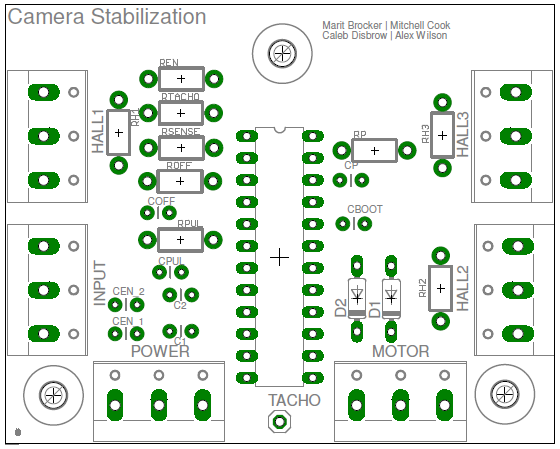 Camera Stabilization
Marit Brocker | Mitchell Cook
Caleb Disbrow | Alex Wilson
REN
RTACHO
HALL1
RH1
RSENSE
ROFF
RP
CP
RH3
HALL3
COFF
CBOOT
RPUL
CPUL
INPUT
CEN_2
C2
CEN_1
C1
D2
D1
RH2
HALL2
POWER
MOTOR
TACHO